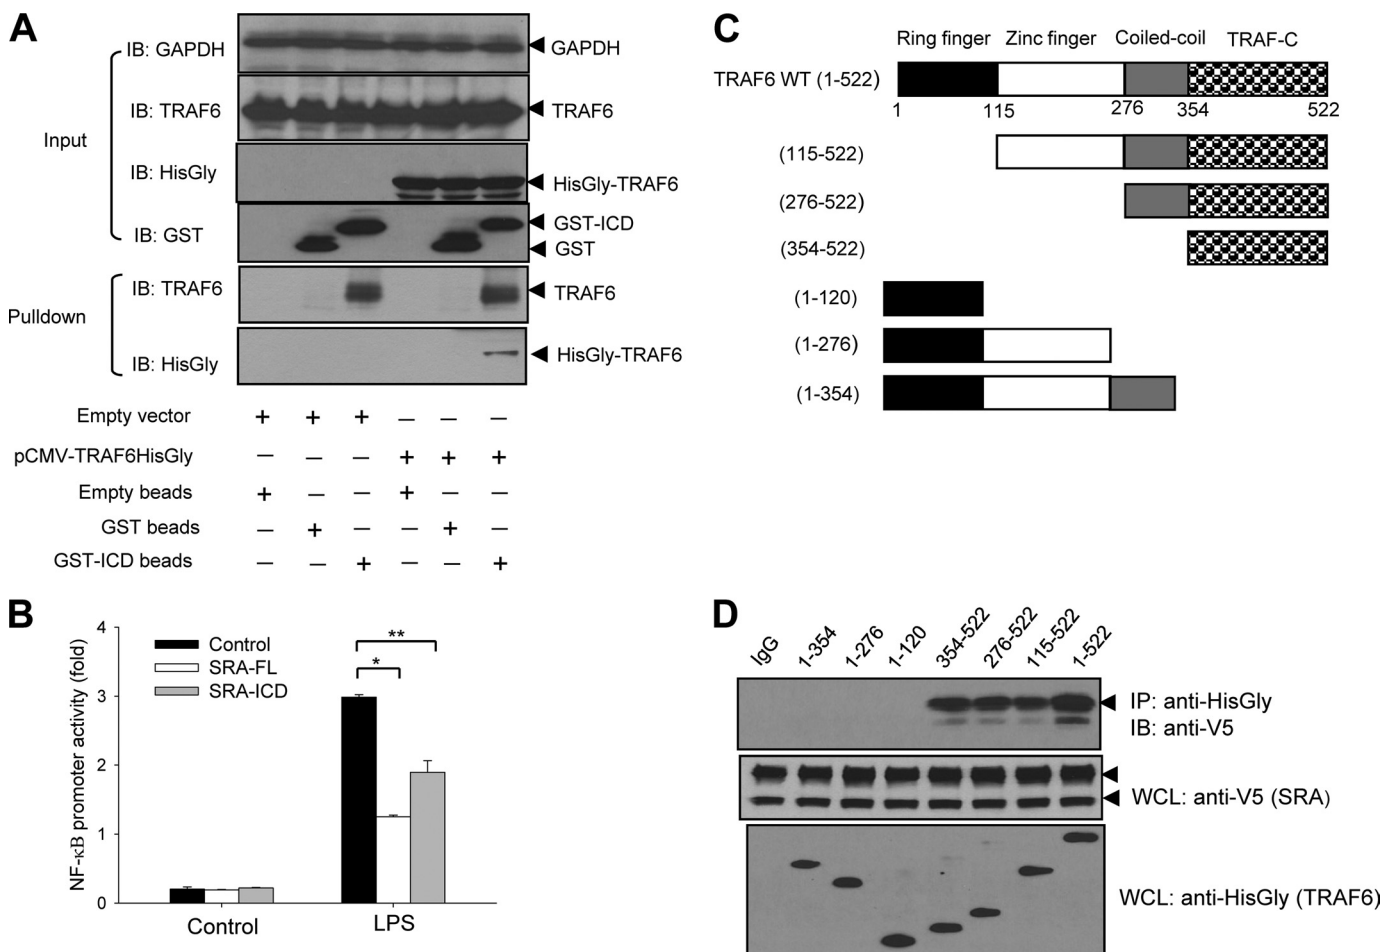 A
IB: GAPDH
GAPDH
IB: TRAF6
TRAF6
Input
IB: HisGly
HisGly-TRAF6
IB: GST
GST-ICD
GST
IB: TRAF6
TRAF6
Pulldown
IB: HisGly
HisGly-TRAF6
Empty vector + + + — — —
pCMV-TRAF6HisGly — — — + + +
Empty beads + — — + — —
GST beads — + — — + —
GST-ICD beads — — + — — +
B
NF-κB promoter activity (fold)
4
3
2
1
0
Control
SRA-FL
SRA-ICD
**
*
Control
LPS
C
Ring finger Zinc finger Coiled-coil TRAF-C
TRAF6 WT (1-522)
1 115 276 354 522
(115-522)
(276-522)
(354-522)
(1-120)
(1-276)
(1-354)
D
IgG 1-354 1-276 1-120 354-522 276-522 115-522 1-522
IP: anti-HisGly
IB: anti-V5
WCL: anti-V5 (SRA)
WCL: anti-HisGly (TRAF6)